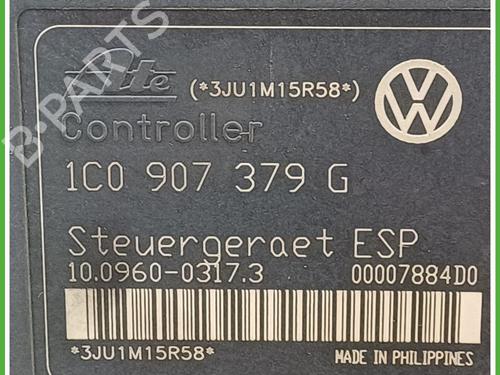 Ate
(*3JU1M15R58*)
Controller
1C0 907 379 G
Steuergeraet ESP
10.0960-0317.3
00007884D0
*3JU1M15R58*
MADE IN PHILIPPINES
B-PARTS